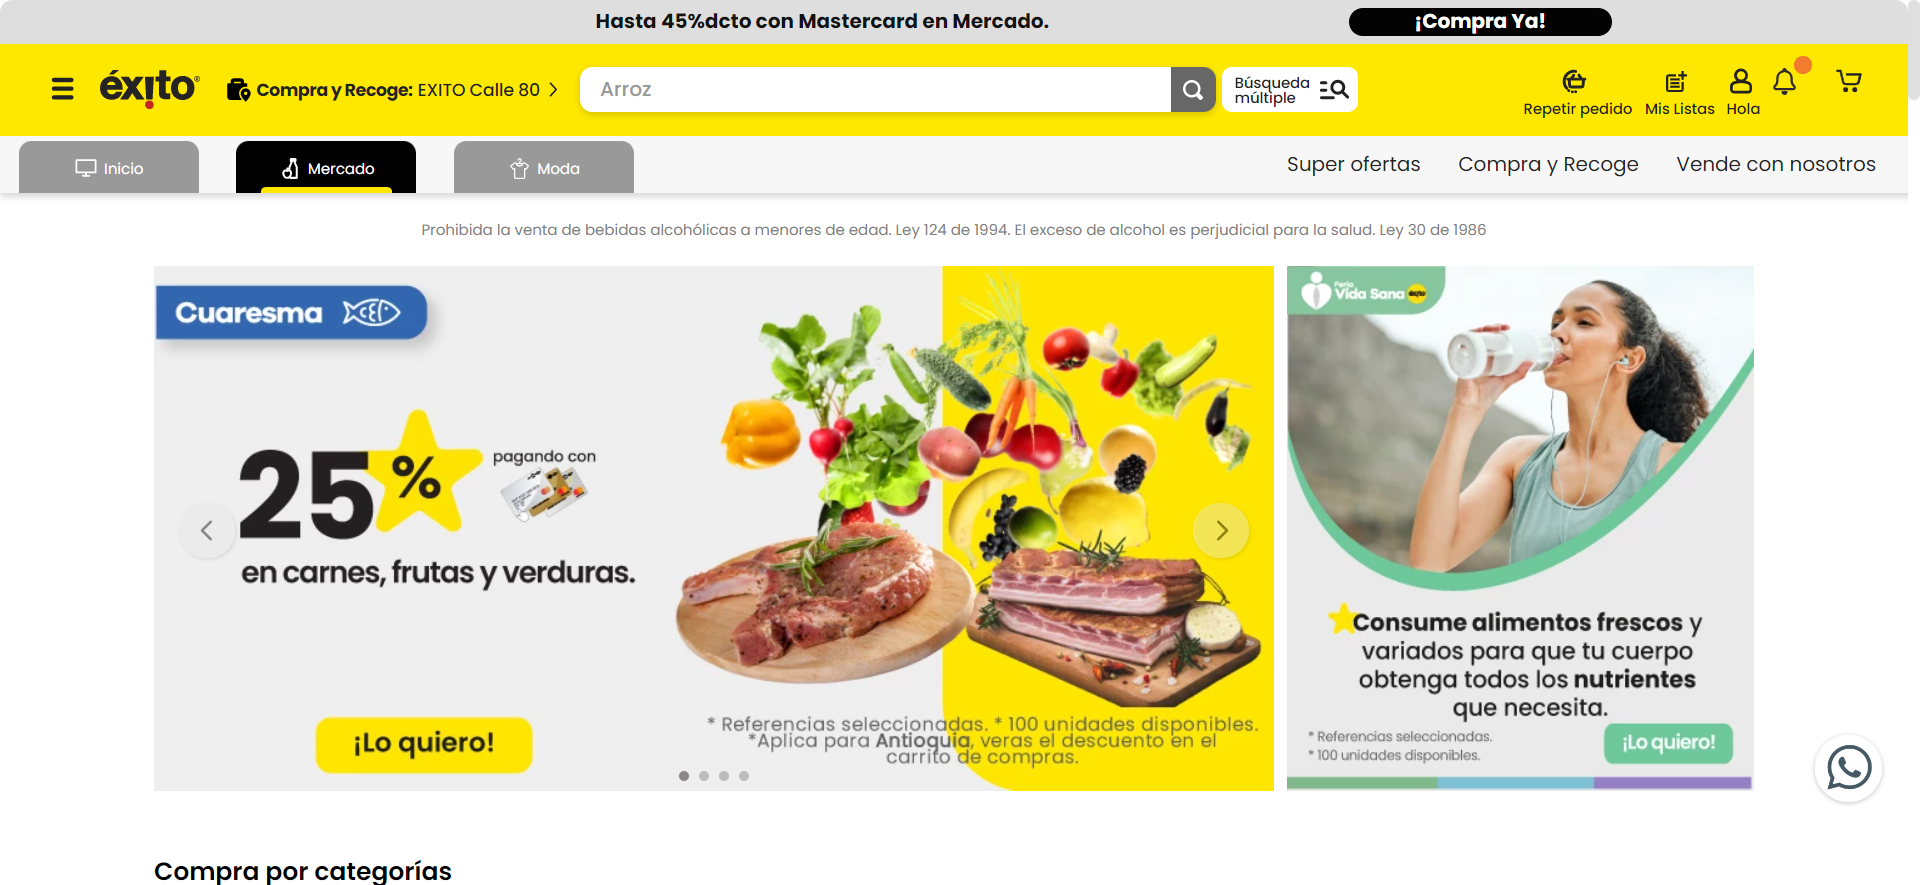 Hasta 45%dcto con Mastercard en Mercado.
¡Compra Ya!
éxito
Compra y Recoge: EXITO Calle 80
Arroz
Búsqueda
múltiple
Repetir pedido
Mis Listas
Hola
Inicio
Mercado
Moda
Super ofertas
Compra y Recoge
Vende con nosotros
Prohibida la venta de bebidas alcohólicas a menores de edad. Ley 124 de 1994. El exceso de alcohol es perjudicial para la salud. Ley 30 de 1986
Cuaresma
25%
pagando con
en carnes, frutas y verduras.
¡Lo quiero!
* Referencias seleccionadas. * 100 unidades disponibles.
*Aplica para Antioquia, veras el descuento en el
carrito de compras.
Feria
Vida Sana éxito
Consume alimentos frescos y
variados para que tu cuerpo
obtenga todos los nutrientes
que necesita.
* Referencias seleccionadas.
* 100 unidades disponibles.
¡Lo quiero!
Compra por categorías